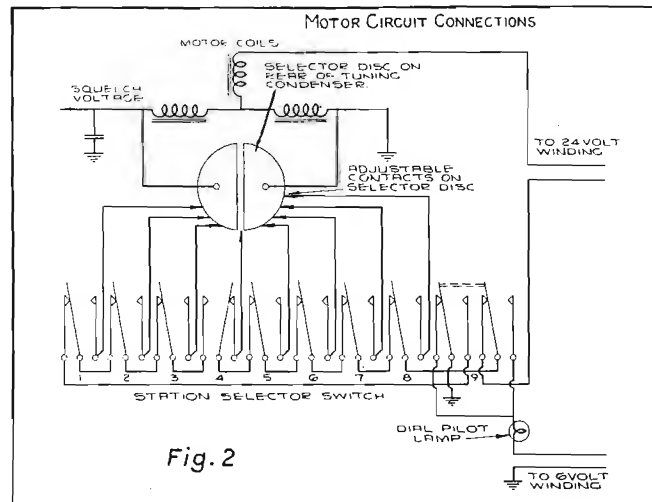 MOTOR CIRCUIT CONNECTIONS
MOTOR COILS
SELECTOR DISC ON
REAR OF TUNING
CONDENSER.
SQUELCH
VOLTAGE
TO 24 VOLT
WINDING
ADJUSTABLE
CONTACTS ON
SELECTOR DISC
1 2 3 4 5 6 7 8 9
STATION SELECTOR SWITCH
DIAL PILOT
LAMP
Fig. 2
TO 6 VOLT
WINDING